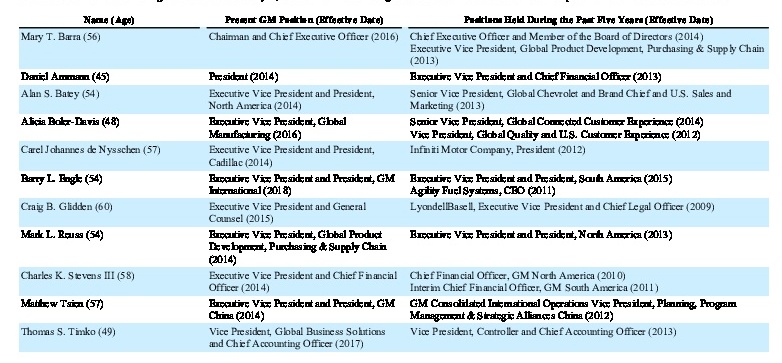 Name (Age) Present GM Position (Effective Date) Positions Held During the Past Five Years (Effective Date)
Mary T. Barra (56) Chairman and Chief Executive Officer (2016) Chief Executive Officer and Member of the Board of Directors (2014)
Executive Vice President, Global Product Development, Purchasing & Supply Chain
(2013)
Daniel Ammann (45) President (2014) Executive Vice President and Chief Financial Officer (2013)
Alan S. Batey (54) Executive Vice President and President, Senior Vice President, Global Chevrolet and Brand Chief and U.S. Sales and
North America (2014) Marketing (2013)
Alicia Boler-Davis (48) Executive Vice President, Global Senior Vice President, Global Connected Customer Experience (2014)
Manufacturing (2016) Vice President, Global Quality and U.S. Customer Experience (2012)
Carel Johannes de Nysschen (57) Executive Vice President and President, Infiniti Motor Company, President (2012)
Cadillac (2014)
Barry L. Engle (54) Executive Vice President and President, GM Executive Vice President and President, South America (2015)
International (2018) Agility Fuel Systems, CEO (2011)
Craig B. Glidden (60) Executive Vice President and General LyondellBasell, Executive Vice President and Chief Legal Officer (2009)
Counsel (2015)
Mark L. Reuss (54) Executive Vice President, Global Product Executive Vice President and President, North America (2013)
Development, Purchasing & Supply Chain
(2014)
Charles K. Stevens III (58) Executive Vice President and Chief Financial Chief Financial Officer, GM North America (2010)
Officer (2014) Interim Chief Financial Officer, GM South America (2011)
Matthew Tsien (57) Executive Vice President and President, GM GM Consolidated International Operations Vice President, Planning, Program
China (2014) Management & Strategic Alliances China (2012)
Thomas S. Timko (49) Vice President, Global Business Solutions Vice President, Controller and Chief Accounting Officer (2013)
and Chief Accounting Officer (2017)